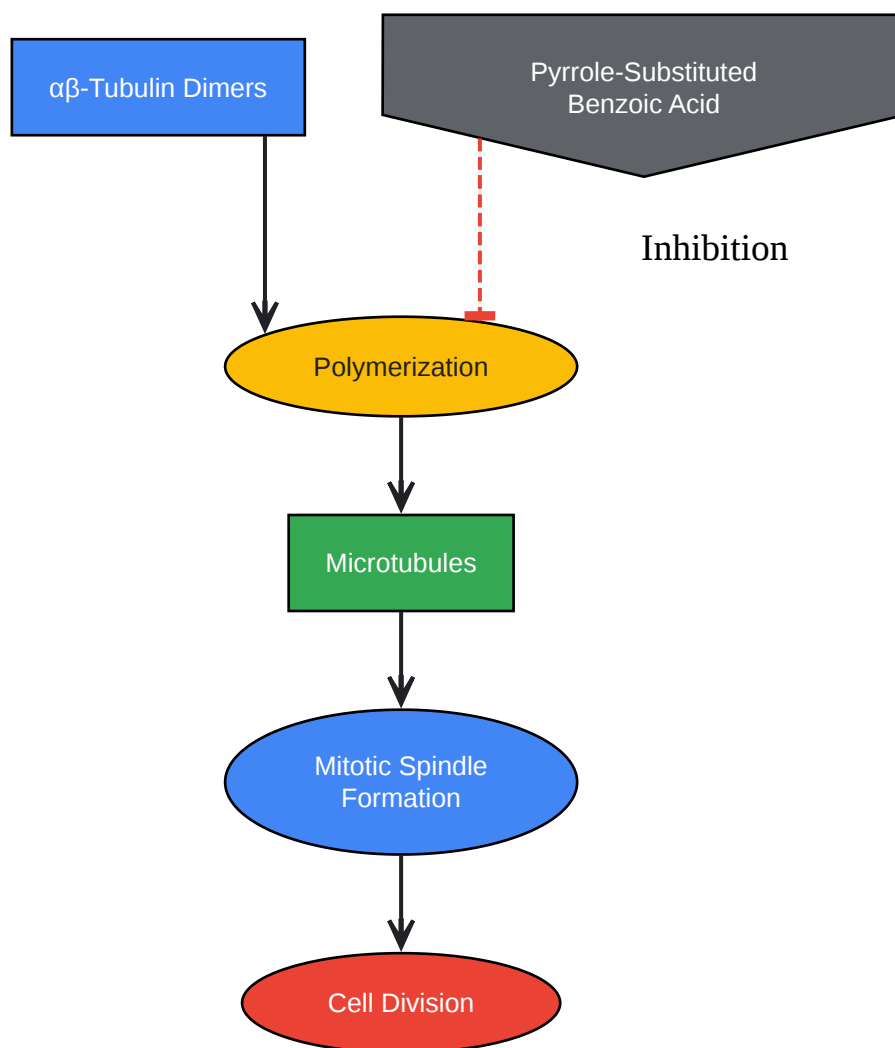 αβ-Tubulin Dimers
Pyrrole-Substituted
Benzoic Acid
Inhibition
Polymerization
Microtubules
Mitotic Spindle
Formation
Cell Division